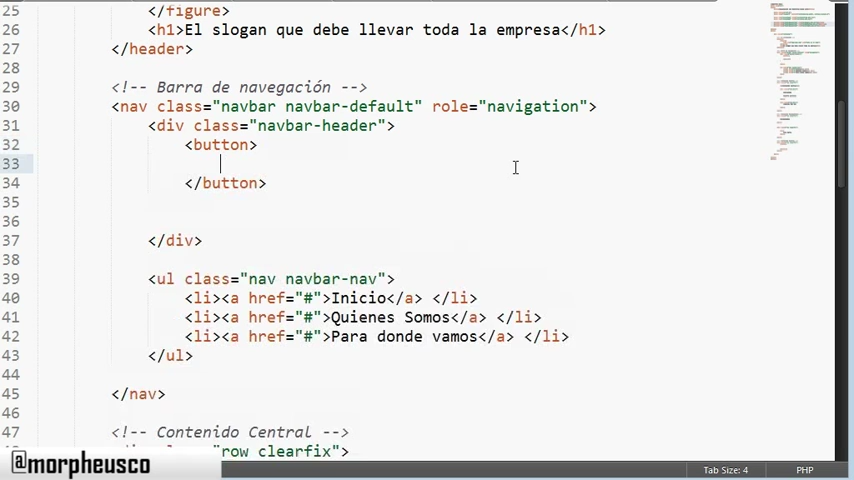 25 </figure>
26 <h1>El slogan que debe llevar toda la empresa</h1>
27 </header>
28
29 <!-- Barra de navegación -->
30 <nav class="navbar navbar-default" role="navigation">
31 <div class="navbar-header">
32 <button>
33
34 </button>
35
36
37 </div>
38
39 <ul class="nav navbar-nav">
40 <li><a href="#">Inicio</a> </li>
41 <li><a href="#">Quienes Somos</a> </li>
42 <li><a href="#">Para donde vamos</a> </li>
43 </ul>
44
45 </nav>
46
47 <!-- Contenido Central -->
"row clearfix">
@morpheusco
Tab Size: 4 PHP